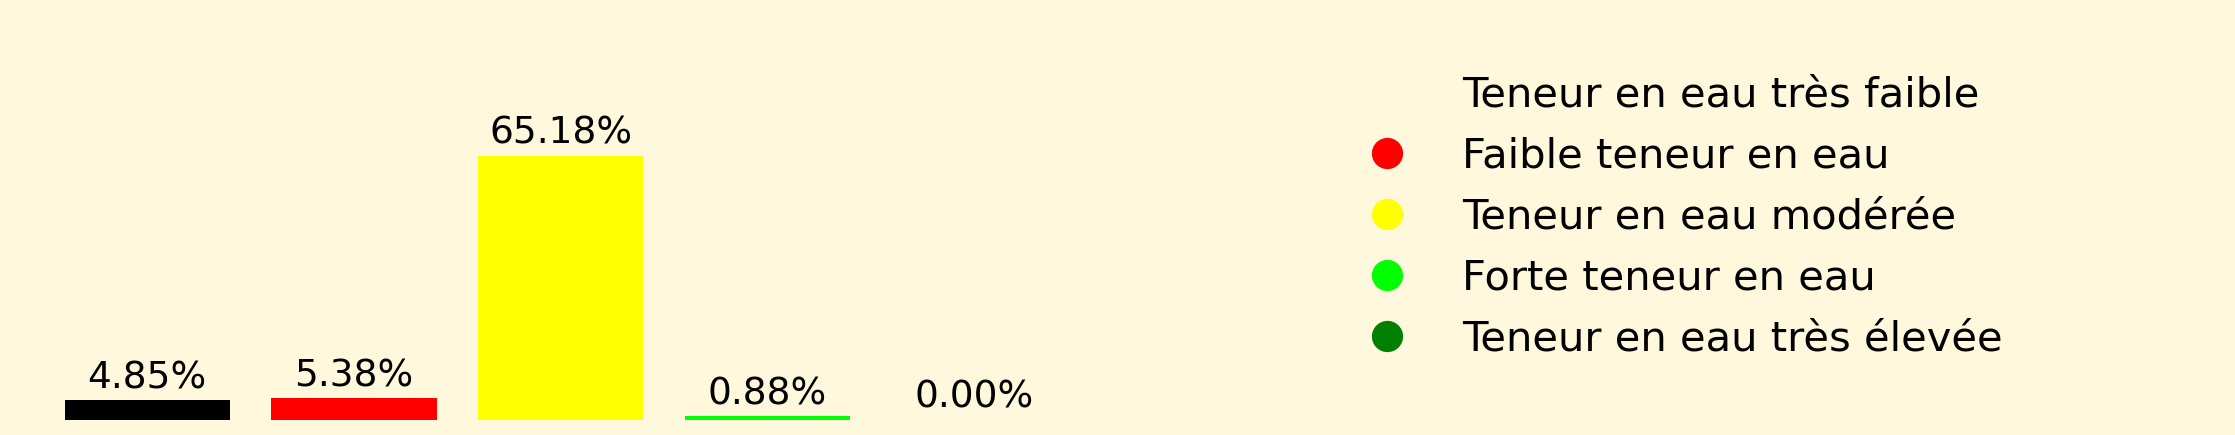 65.18%
4.85%
5.38%
0.88%
0.00%
Teneur en eau très faible
Faible teneur en eau
Teneur en eau modérée
Forte teneur en eau
Teneur en eau très élevée